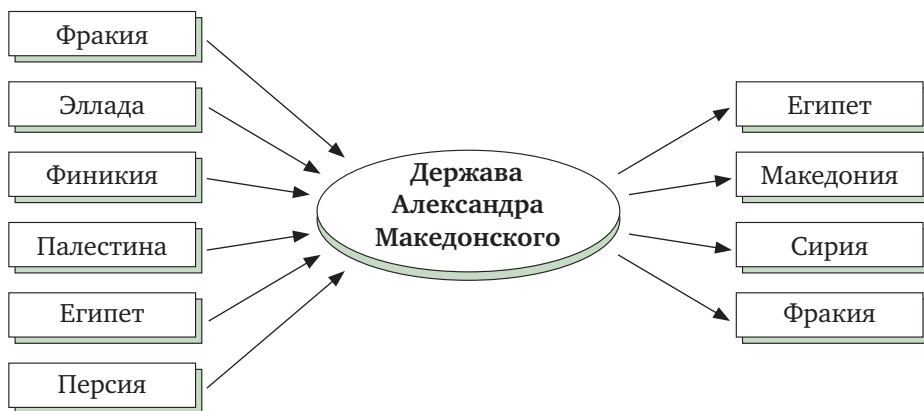 Фракия
Эллада
Финикия
Палестина
Египет
Персия
Держава
Александра
Македонского
Египет
Македония
Сирия
Фракия